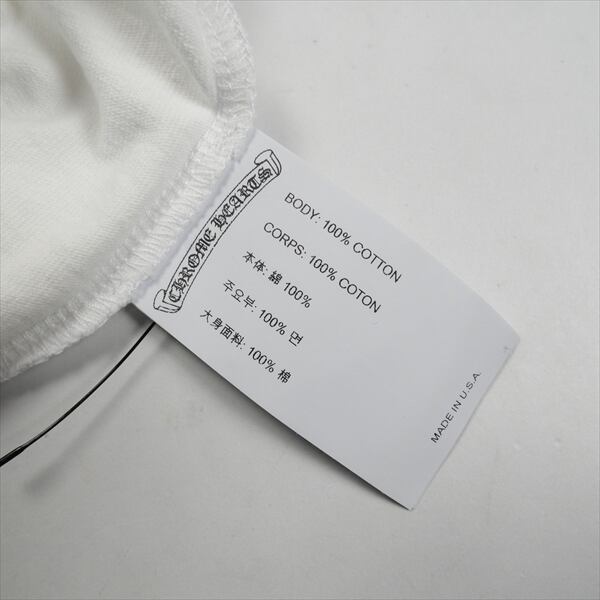 CHROME HEARTS
BODY: 100% COTTON
CORPS: 100% COTON
本体: 綿 100%
주요부: 100% 면
大身面料: 100% 棉
MADE IN U.S.A.